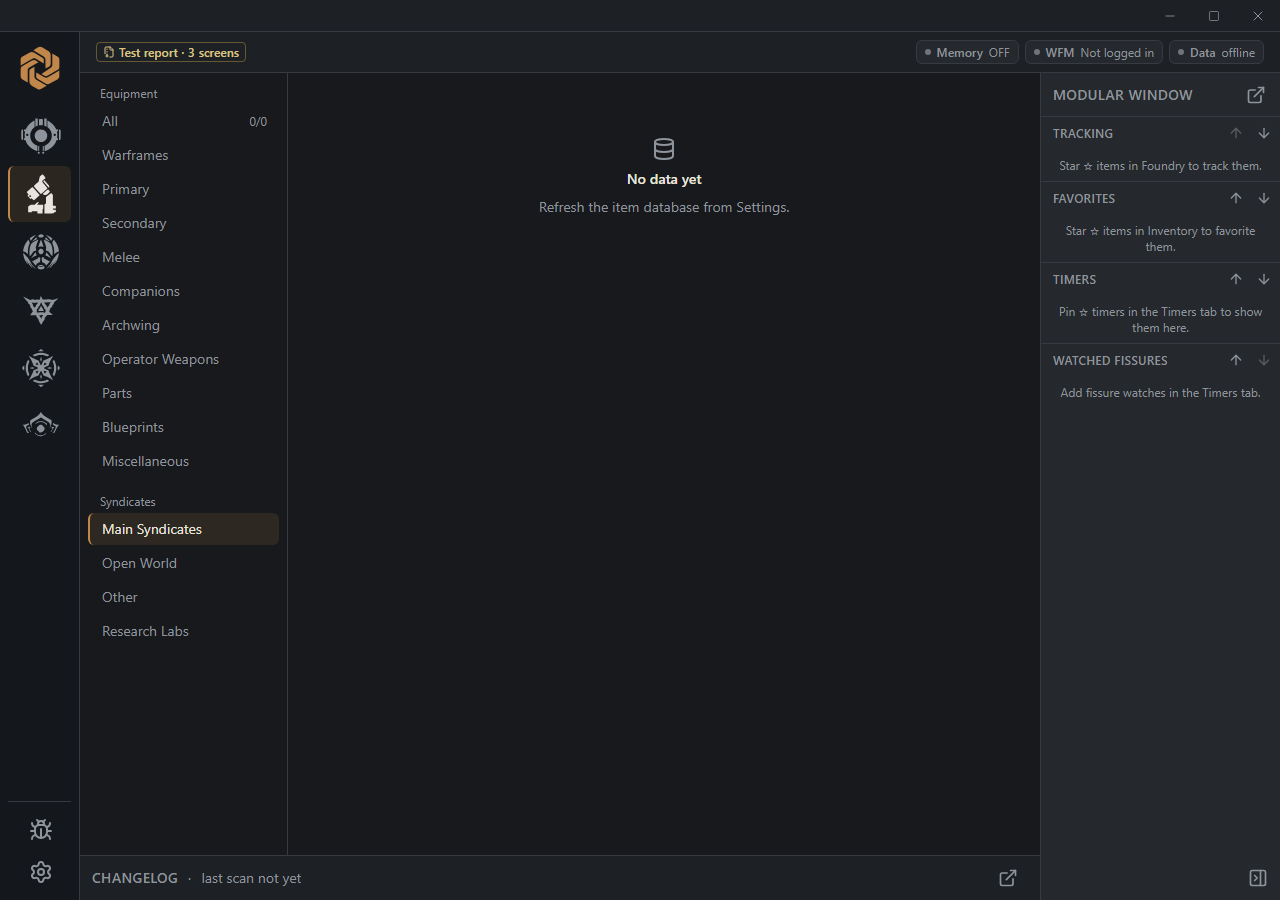 Test report · 3 screens
Memory OFF
WFM Not logged in
Data offline
Equipment
All 0/0
Warframes
Primary
Secondary
Melee
Companions
Archwing
Operator Weapons
Parts
Blueprints
Miscellaneous
Syndicates
Main Syndicates
Open World
Other
Research Labs
No data yet
Refresh the item database from Settings.
MODULAR WINDOW
TRACKING
Star ☆ items in Foundry to track them.
FAVORITES
Star ☆ items in Inventory to favorite
them.
TIMERS
Pin ☆ timers in the Timers tab to show
them here.
WATCHED FISSURES
Add fissure watches in the Timers tab.
CHANGELOG · last scan not yet